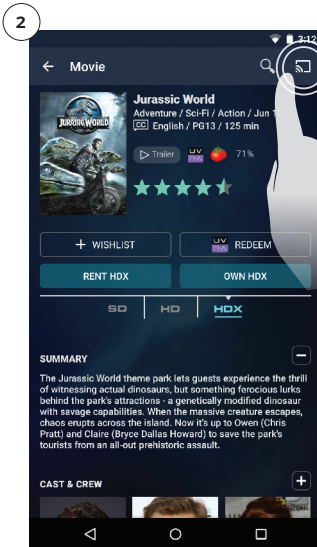 2
3:12
Movie
JURASSIC WORLD
Jurassic World
Adventure / Sci-Fi / Action / Jun 1
CC English / PG13 / 125 min
Trailer
UV
71%
+ WISHLIST
UV
REDEEM
RENT HDX
OWN HDX
SD
HD
HDX
SUMMARY
The Jurassic World theme park lets guests experience the thrill
of witnessing actual dinosaurs, but something ferocious lurks
behind the park's attractions - a genetically modified dinosaur
with savage capabilities. When the massive creature escapes,
chaos erupts across the island. Now it's up to Owen (Chris
Pratt) and Claire (Bryce Dallas Howard) to save the park's
tourists from an all-out prehistoric assault.
CAST & CREW